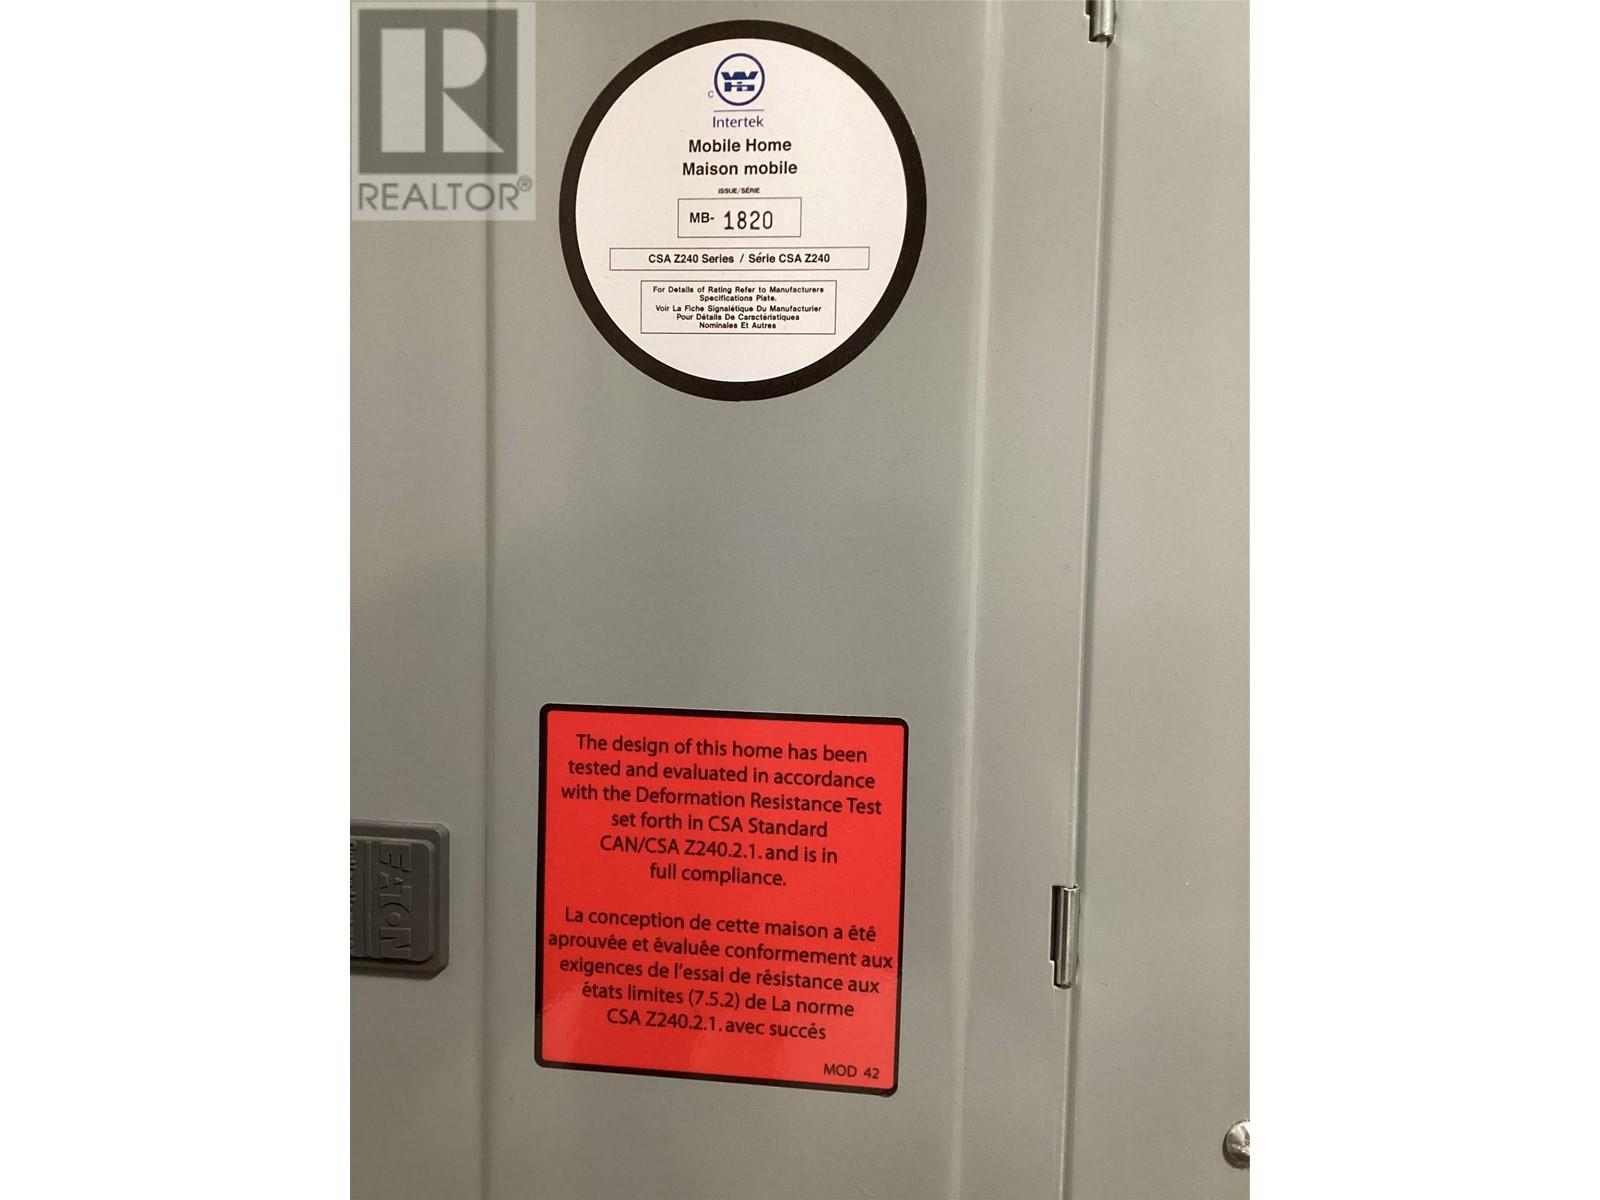 REALTOR®
c
Intertek
Mobile Home
Maison mobile
ISSUE/SÉRIE
MB- 1820
CSA Z240 Series / Série CSA Z240
For Details of Rating Refer to Manufacturers
Specifications Plate.
Voir La Fiche Signalétique Du Manufacturier
Pour Détails De Caractéristiques
Nominales Et Autres
The design of this home has been
tested and evaluated in accordance
with the Deformation Resistance Test
set forth in CSA Standard
CAN/CSA Z240.2.1. and is in
full compliance.
La conception de cette maison a été
aprouvée et évaluée conformement aux
exigences de l'essai de résistance aux
états limites (7.5.2) de La norme
CSA Z240.2.1. avec succés
MOD 42
EATON